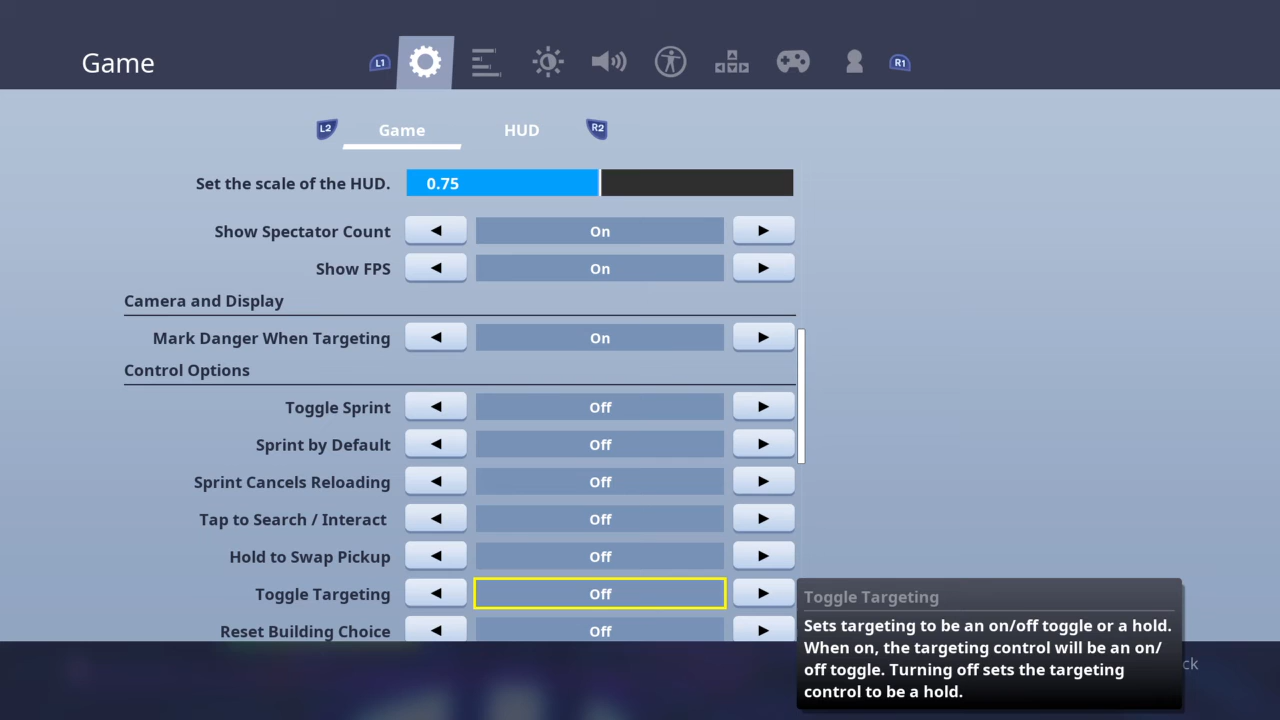 Game
L1
R1
L2
Game
HUD
R2
Set the scale of the HUD.
0.75
Show Spectator Count
On
Show FPS
On
Camera and Display
Mark Danger When Targeting
On
Control Options
Toggle Sprint
Off
Sprint by Default
Off
Sprint Cancels Reloading
Off
Tap to Search / Interact
Off
Hold to Swap Pickup
Off
Toggle Targeting
Off
Reset Building Choice
Off
Toggle Targeting
Sets targeting to be an on/off toggle or a hold.
When on, the targeting control will be an on/
off toggle. Turning off sets the targeting
control to be a hold.
ck